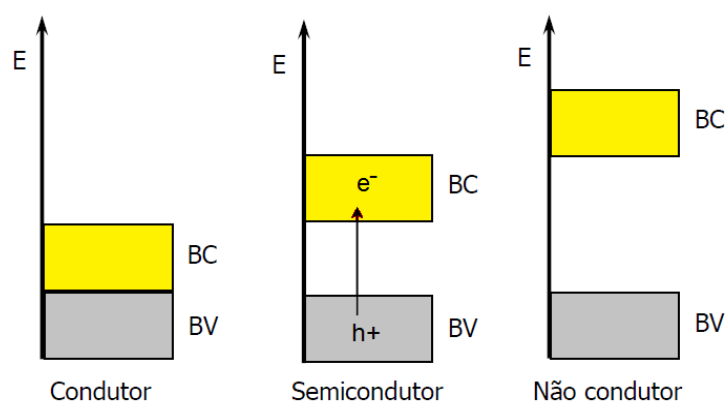 E
BC
BV
Condutor
E
e⁻
BC
h+
BV
Semicondutor
E
BC
BV
Não condutor